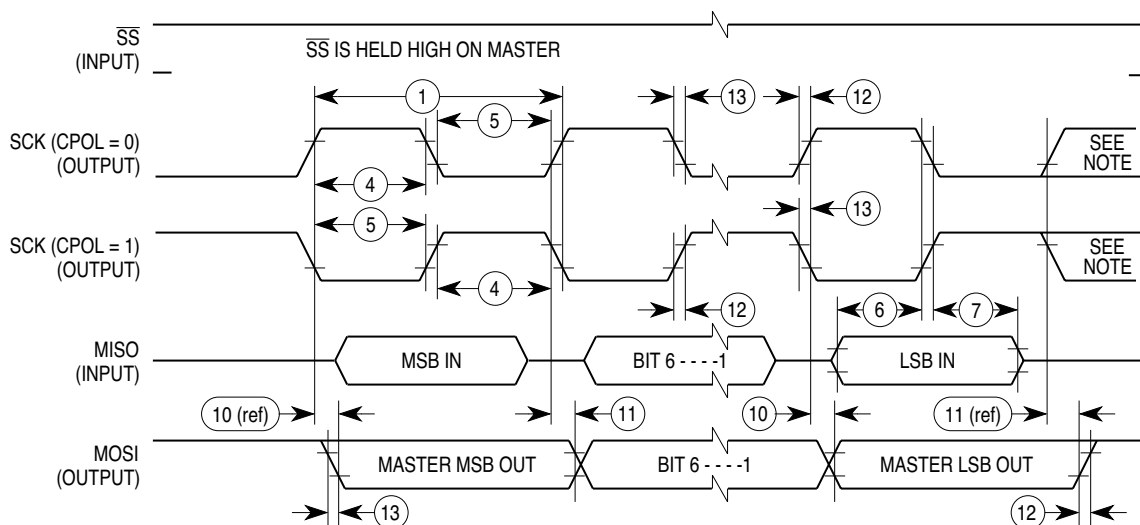 SS
(INPUT)
SS IS HELD HIGH ON MASTER
1
13
12
5
SCK (CPOL = 0)
(OUTPUT)
SEE
NOTE
4
5
13
SCK (CPOL = 1)
(OUTPUT)
SEE
NOTE
4
12
6
7
MISO
(INPUT)
MSB IN
BIT 6 - - - -1
LSB IN
10 (ref)
11
10
11 (ref)
MOSI
(OUTPUT)
MASTER MSB OUT
BIT 6 - - - -1
MASTER LSB OUT
13
12